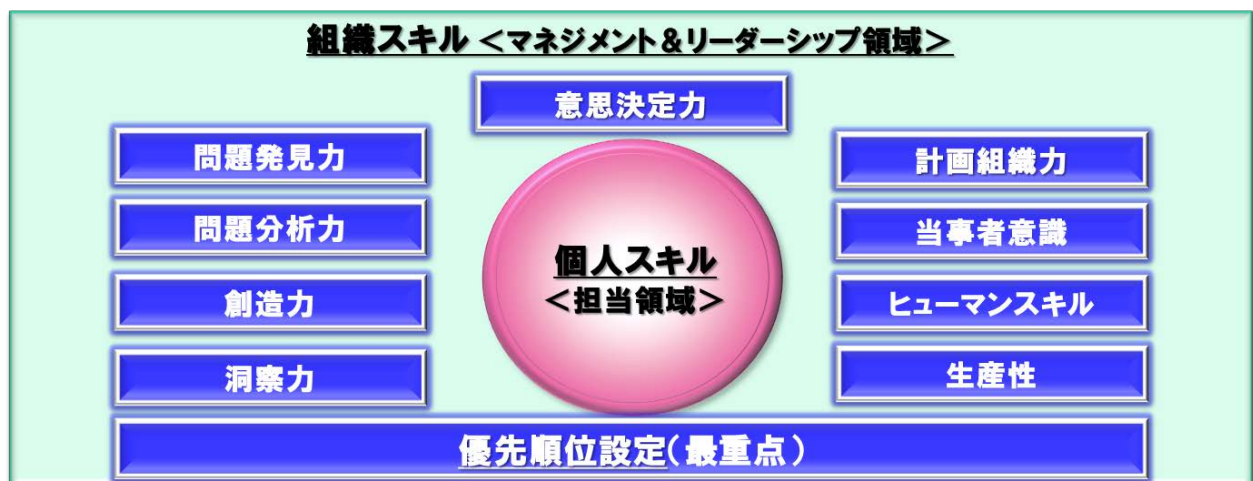 組織スキル <マネジメント&リーダーシップ領域>
意思決定力
問題発見力
問題分析力
創造力
洞察力
個人スキル
<担当領域>
計画組織力
当事者意識
ヒューマンスキル
生産性
優先順位設定(最重点)